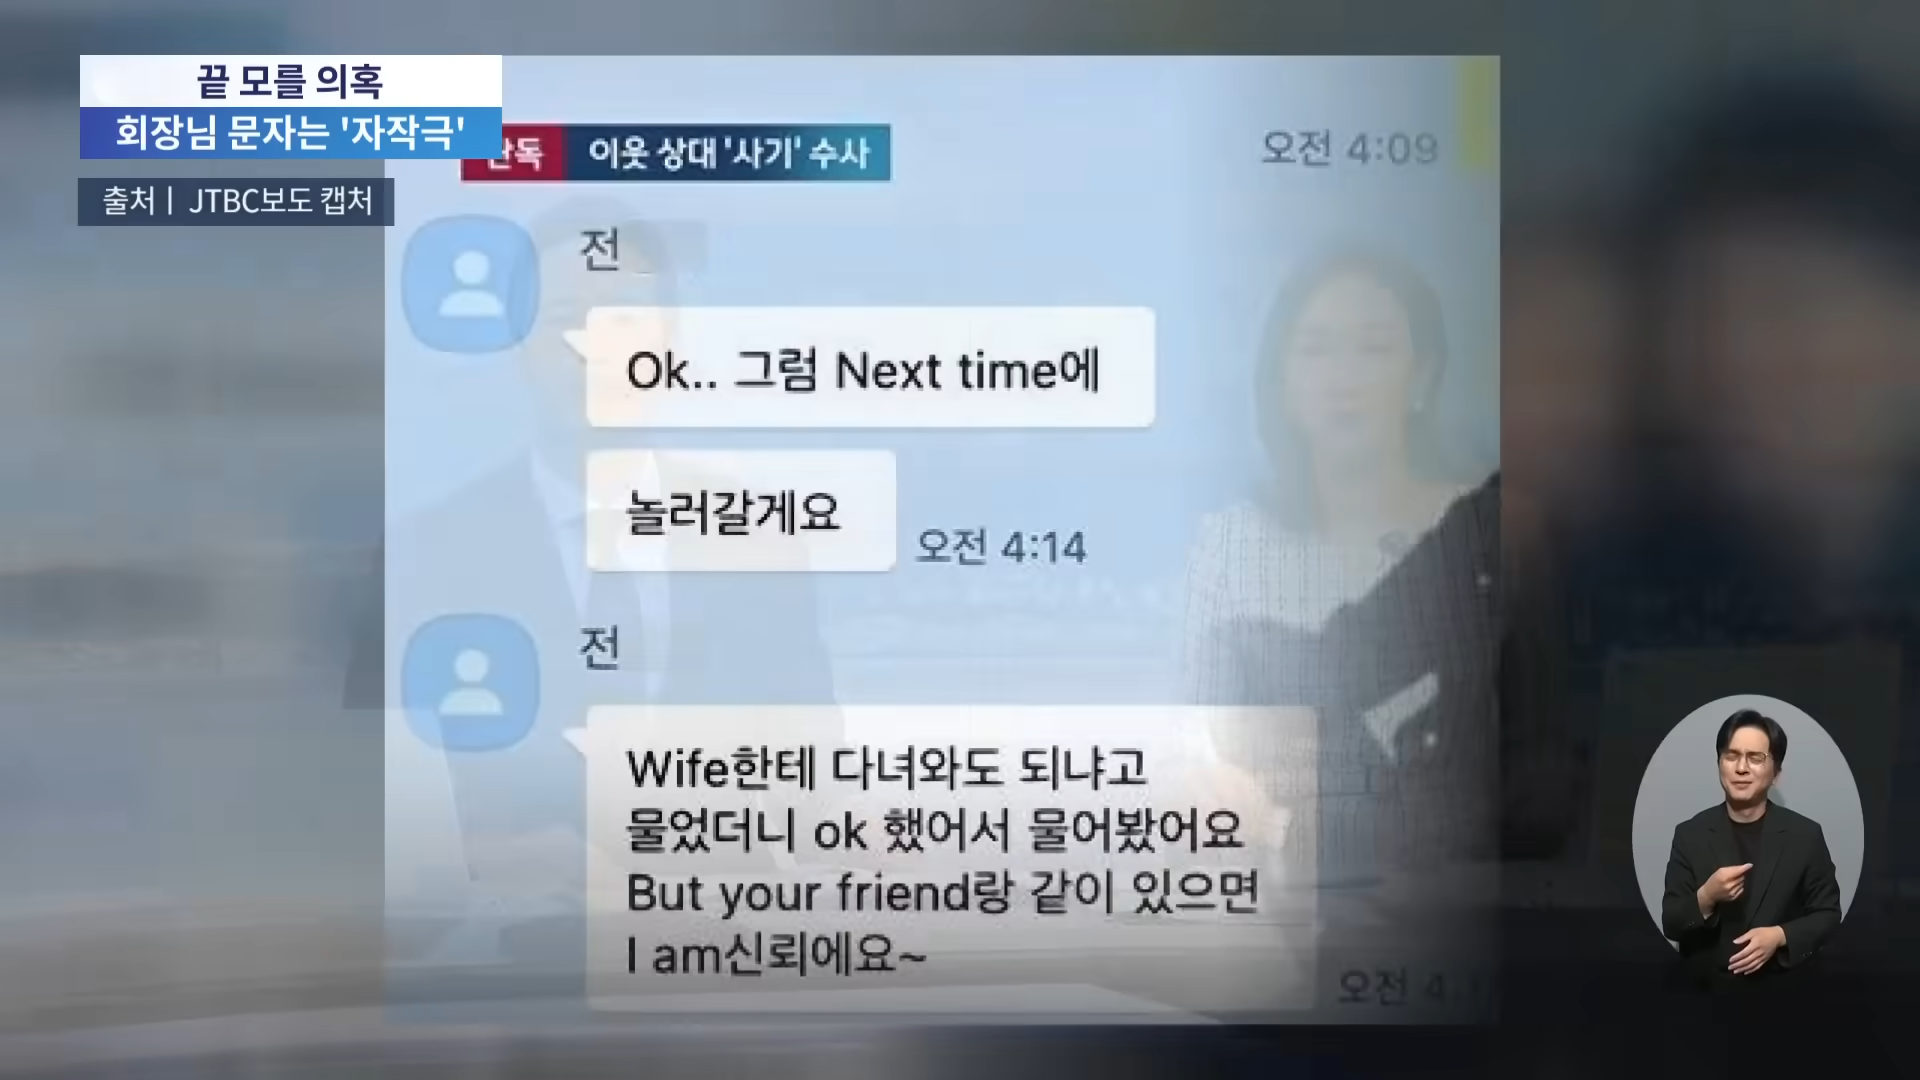 끝 모를 의혹
회장님 문자는 '자작극'
출처ㅣ JTBC보도 캡처
단독 이웃 상대 '사기' 수사
오전 4:09
전
Ok.. 그럼 Next time에
놀러갈게요
오전 4:14
전
Wife한테 다녀와도 되냐고
물었더니 ok 했어서 물어봤어요
But your friend랑 같이 있으면
I am신뢰에요~
오전